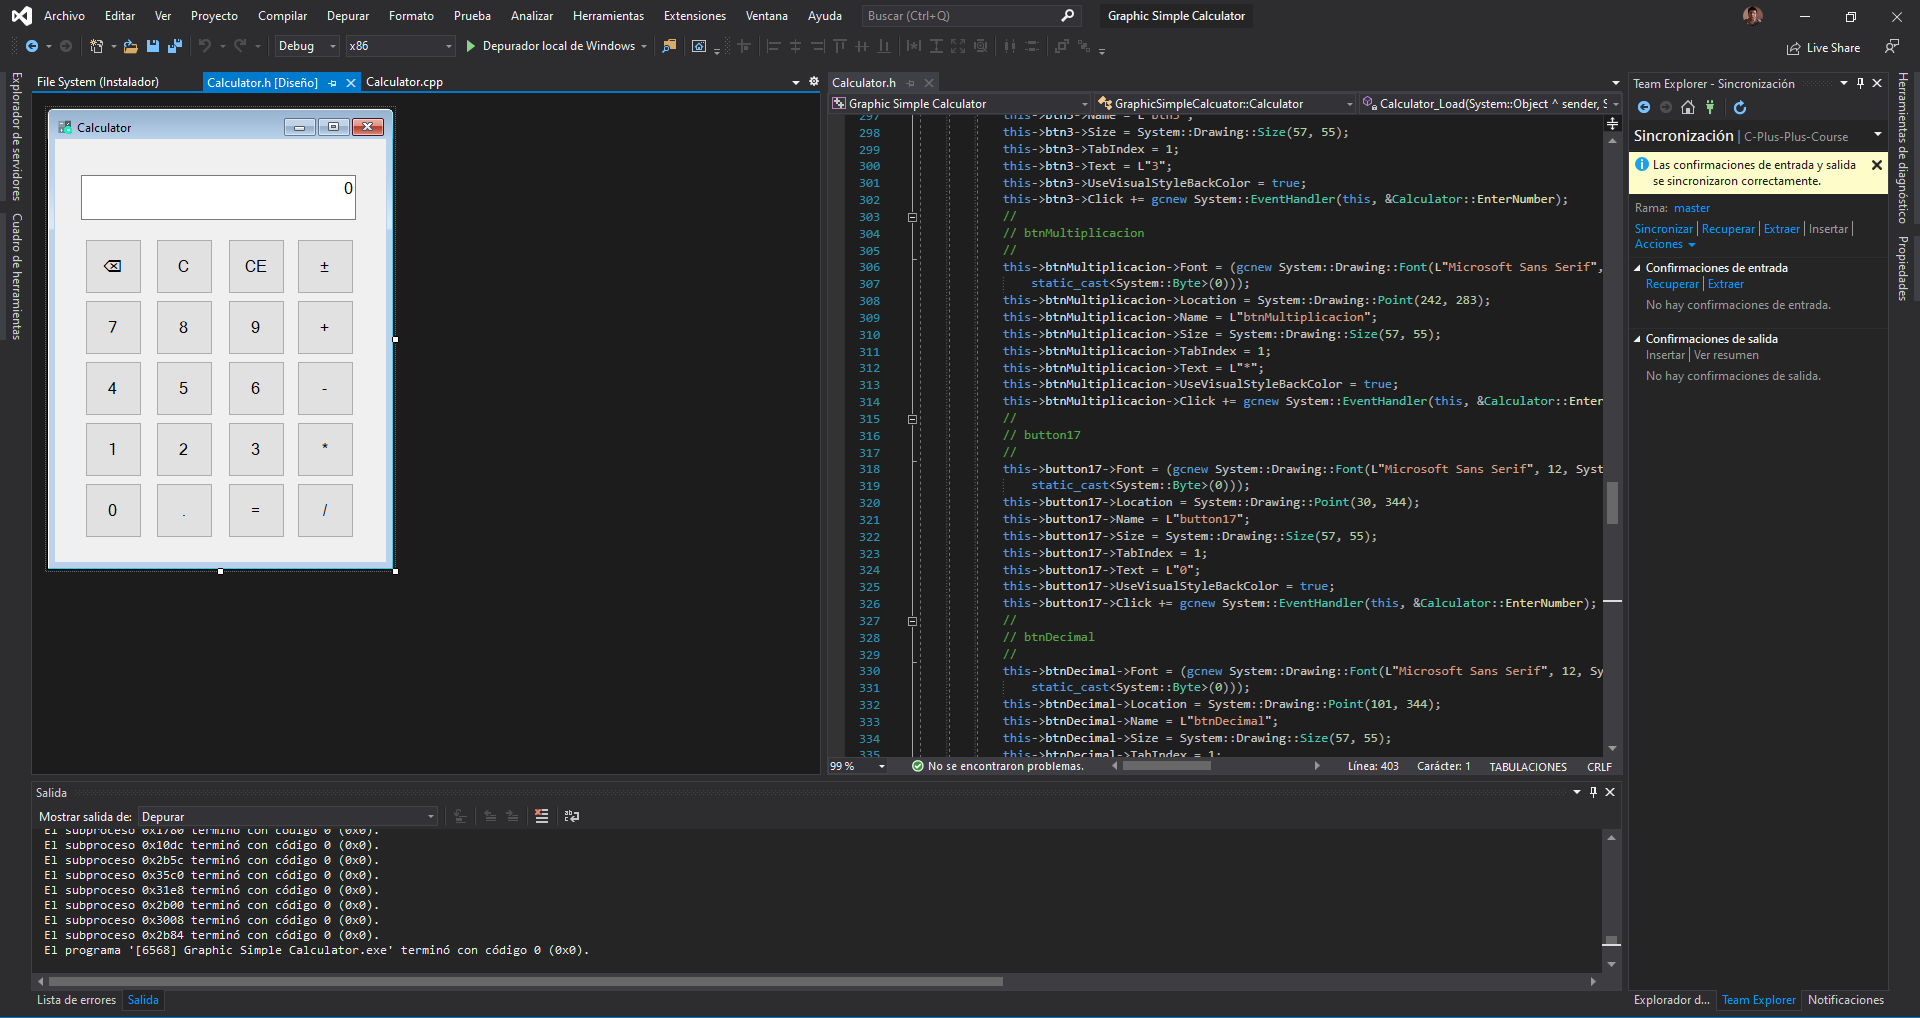 Archivo Editar Ver Proyecto Compilar Depurar Formato Prueba Analizar Herramientas Extensiones Ventana Ayuda Buscar (Ctrl+Q) Graphic Simple Calculator
Debug x86 Depurador local de Windows Live Share
Explorador de servidores
Cuadro de herramientas
File System (Instalador) Calculator.h [Diseño] Calculator.cpp
Calculator
0
⌫ C CE ±
7 8 9 +
4 5 6 -
1 2 3 *
0 . = /
Calculator.h
Graphic Simple Calculator GraphicSimpleCalcuator::Calculator Calculator_Load(System::Object ^ sender, S
297 this->btn3->Name = L"btn3";
298 this->btn3->Size = System::Drawing::Size(57, 55);
299 this->btn3->TabIndex = 1;
300 this->btn3->Text = L"3";
301 this->btn3->UseVisualStyleBackColor = true;
302 this->btn3->Click += gcnew System::EventHandler(this, &Calculator::EnterNumber);
303 //
304 // btnMultiplicacion
305 //
306 this->btnMultiplicacion->Font = (gcnew System::Drawing::Font(L"Microsoft Sans Serif",
307 static_cast<System::Byte>(0)));
308 this->btnMultiplicacion->Location = System::Drawing::Point(242, 283);
309 this->btnMultiplicacion->Name = L"btnMultiplicacion";
310 this->btnMultiplicacion->Size = System::Drawing::Size(57, 55);
311 this->btnMultiplicacion->TabIndex = 1;
312 this->btnMultiplicacion->Text = L"*";
313 this->btnMultiplicacion->UseVisualStyleBackColor = true;
314 this->btnMultiplicacion->Click += gcnew System::EventHandler(this, &Calculator::Enter
315 //
316 // button17
317 //
318 this->button17->Font = (gcnew System::Drawing::Font(L"Microsoft Sans Serif", 12, Syst
319 static_cast<System::Byte>(0)));
320 this->button17->Location = System::Drawing::Point(30, 344);
321 this->button17->Name = L"button17";
322 this->button17->Size = System::Drawing::Size(57, 55);
323 this->button17->TabIndex = 1;
324 this->button17->Text = L"0";
325 this->button17->UseVisualStyleBackColor = true;
326 this->button17->Click += gcnew System::EventHandler(this, &Calculator::EnterNumber);
327 //
328 // btnDecimal
329 //
330 this->btnDecimal->Font = (gcnew System::Drawing::Font(L"Microsoft Sans Serif", 12, Sy
331 static_cast<System::Byte>(0)));
332 this->btnDecimal->Location = System::Drawing::Point(101, 344);
333 this->btnDecimal->Name = L"btnDecimal";
334 this->btnDecimal->Size = System::Drawing::Size(57, 55);
335 this->btnDecimal->TabIndex = 1;
99 % No se encontraron problemas. Línea: 403 Carácter: 1 TABULACIONES CRLF
Team Explorer - Sincronización
Sincronización | C-Plus-Plus-Course
Las confirmaciones de entrada y salida
se sincronizaron correctamente.
Rama: master
Sincronizar | Recuperar | Extraer | Insertar |
Acciones
Confirmaciones de entrada
Recuperar | Extraer
No hay confirmaciones de entrada.
Confirmaciones de salida
Insertar | Ver resumen
No hay confirmaciones de salida.
Herramientas de diagnóstico
Propiedades
Salida
Mostrar salida de: Depurar
El subproceso 0x1780 terminó con código 0 (0x0).
El subproceso 0x10dc terminó con código 0 (0x0).
El subproceso 0x2b5c terminó con código 0 (0x0).
El subproceso 0x35c0 terminó con código 0 (0x0).
El subproceso 0x31e8 terminó con código 0 (0x0).
El subproceso 0x2b00 terminó con código 0 (0x0).
El subproceso 0x3008 terminó con código 0 (0x0).
El subproceso 0x2b84 terminó con código 0 (0x0).
El programa '[6568] Graphic Simple Calculator.exe' terminó con código 0 (0x0).
Lista de errores Salida
Explorador d... Team Explorer Notificaciones